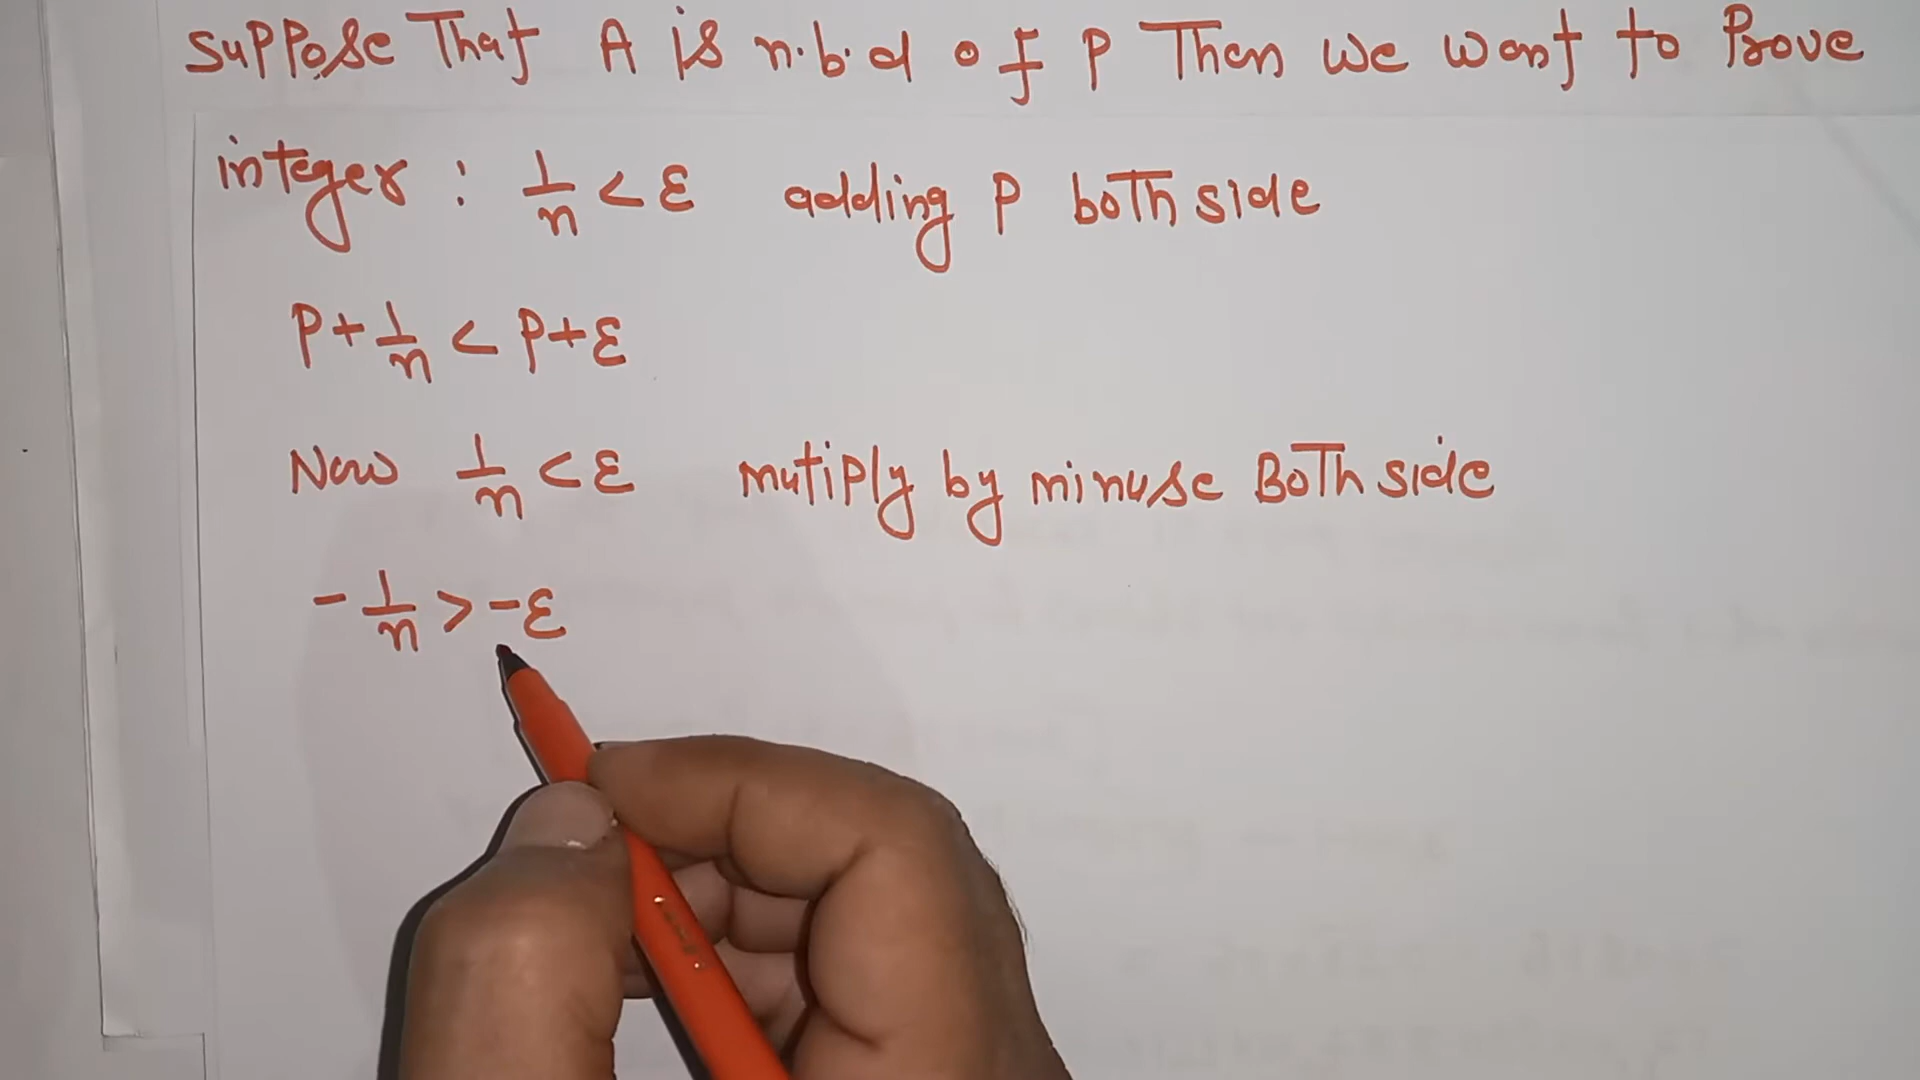 Suppose That A is n.b.d of P Then We want to Prove
integer : 1/n < ε adding P both side
P + 1/n < P + ε
Now 1/n < ε mutiply by minuse Both side
- 1/n > - ε